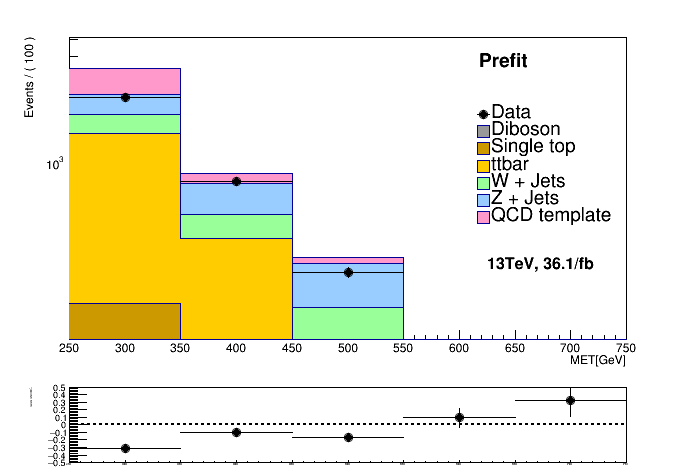 Events / ( 100 )
10³
Prefit
Data
Diboson
Single top
ttbar
W + Jets
Z + Jets
QCD template
13TeV, 36.1/fb
250 300 350 400 450 500 550 600 650 700 750
MET[GeV]
0.5
0.4
0.3
0.2
0.1
0
−0.1
−0.2
−0.3
−0.4
−0.5